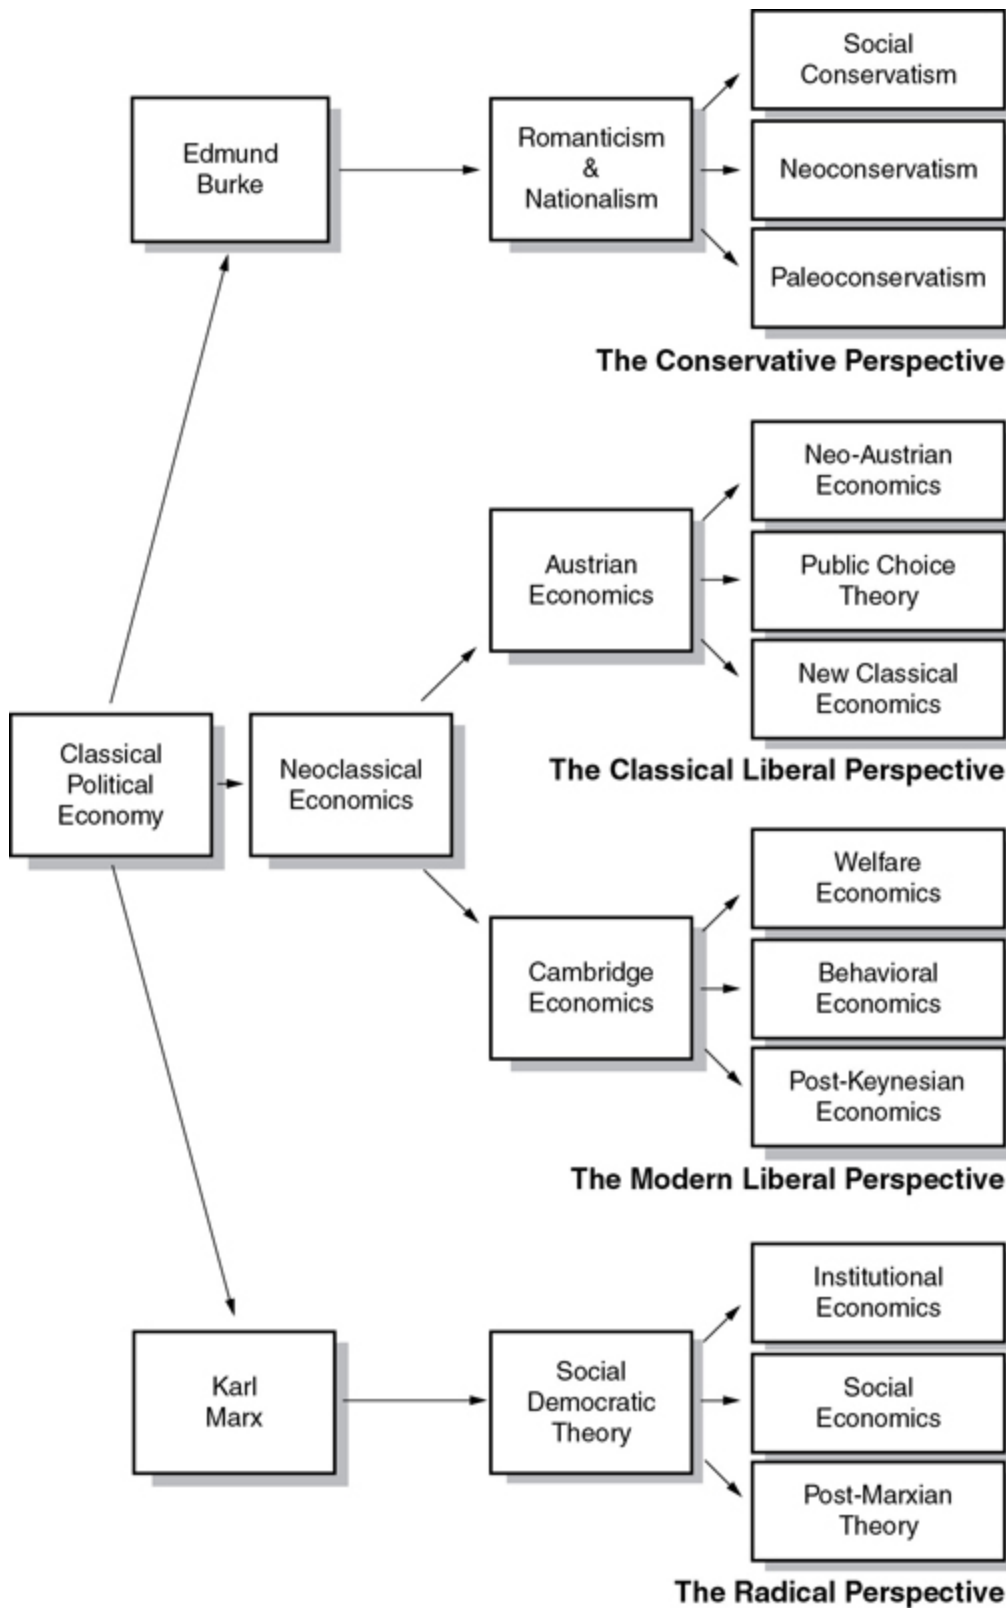 Social
Conservatism
Edmund
Burke
Romanticism
&
Nationalism
Neoconservatism
Paleoconservatism
The Conservative Perspective
Neo-Austrian
Economics
Austrian
Economics
Public Choice
Theory
New Classical
Economics
The Classical Liberal Perspective
Classical
Political
Economy
Neoclassical
Economics
Welfare
Economics
Cambridge
Economics
Behavioral
Economics
Post-Keynesian
Economics
The Modern Liberal Perspective
Institutional
Economics
Karl
Marx
Social
Democratic
Theory
Social
Economics
Post-Marxian
Theory
The Radical Perspective